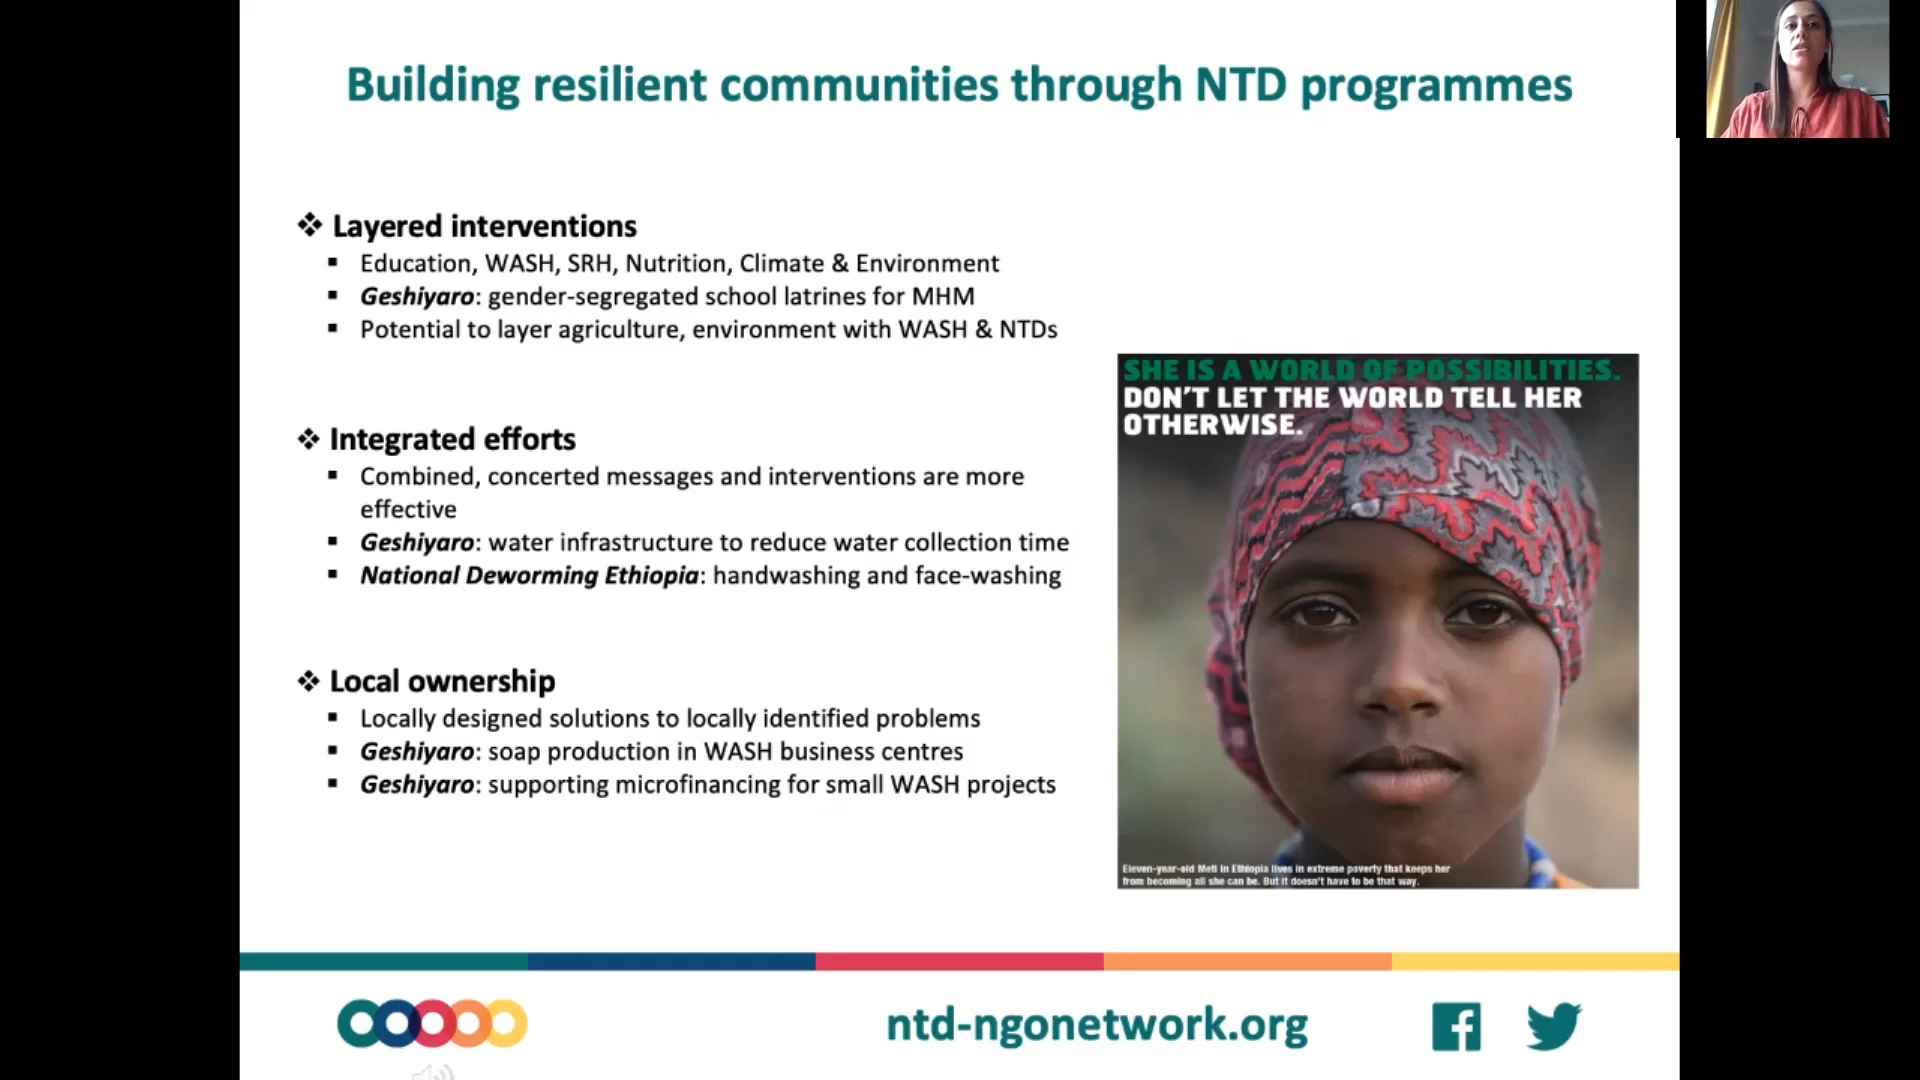 Building resilient communities through NTD programmes
❖ Layered interventions
▪ Education, WASH, SRH, Nutrition, Climate & Environment
▪ Geshiyaro: gender-segregated school latrines for MHM
▪ Potential to layer agriculture, environment with WASH & NTDs
❖ Integrated efforts
▪ Combined, concerted messages and interventions are more
effective
▪ Geshiyaro: water infrastructure to reduce water collection time
▪ National Deworming Ethiopia: handwashing and face-washing
❖ Local ownership
▪ Locally designed solutions to locally identified problems
▪ Geshiyaro: soap production in WASH business centres
▪ Geshiyaro: supporting microfinancing for small WASH projects
SHE IS A WORLD OF POSSIBILITIES.
DON'T LET THE WORLD TELL HER
OTHERWISE.
Eleven-year-old Meti in Ethiopia lives in extreme poverty that keeps her
from becoming all she can be. But it doesn't have to be that way.
ntd-ngonetwork.org